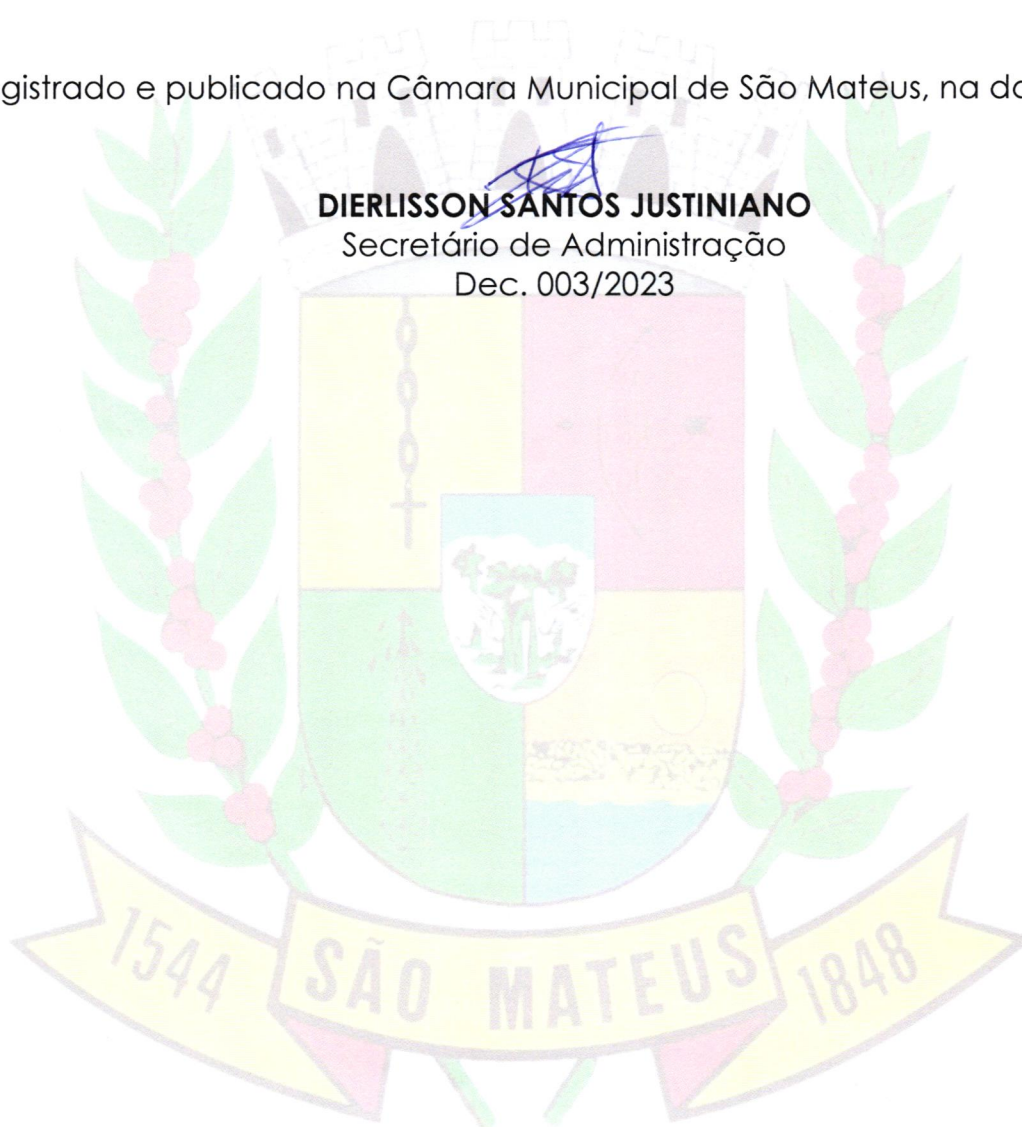 gistrado e publicado na Câmara Municipal de São Mateus, na da
DIERLISSON SANTOS JUSTINIANO
Secretário de Administração
Dec. 003/2023
1544 SÃO MATEUS 1848